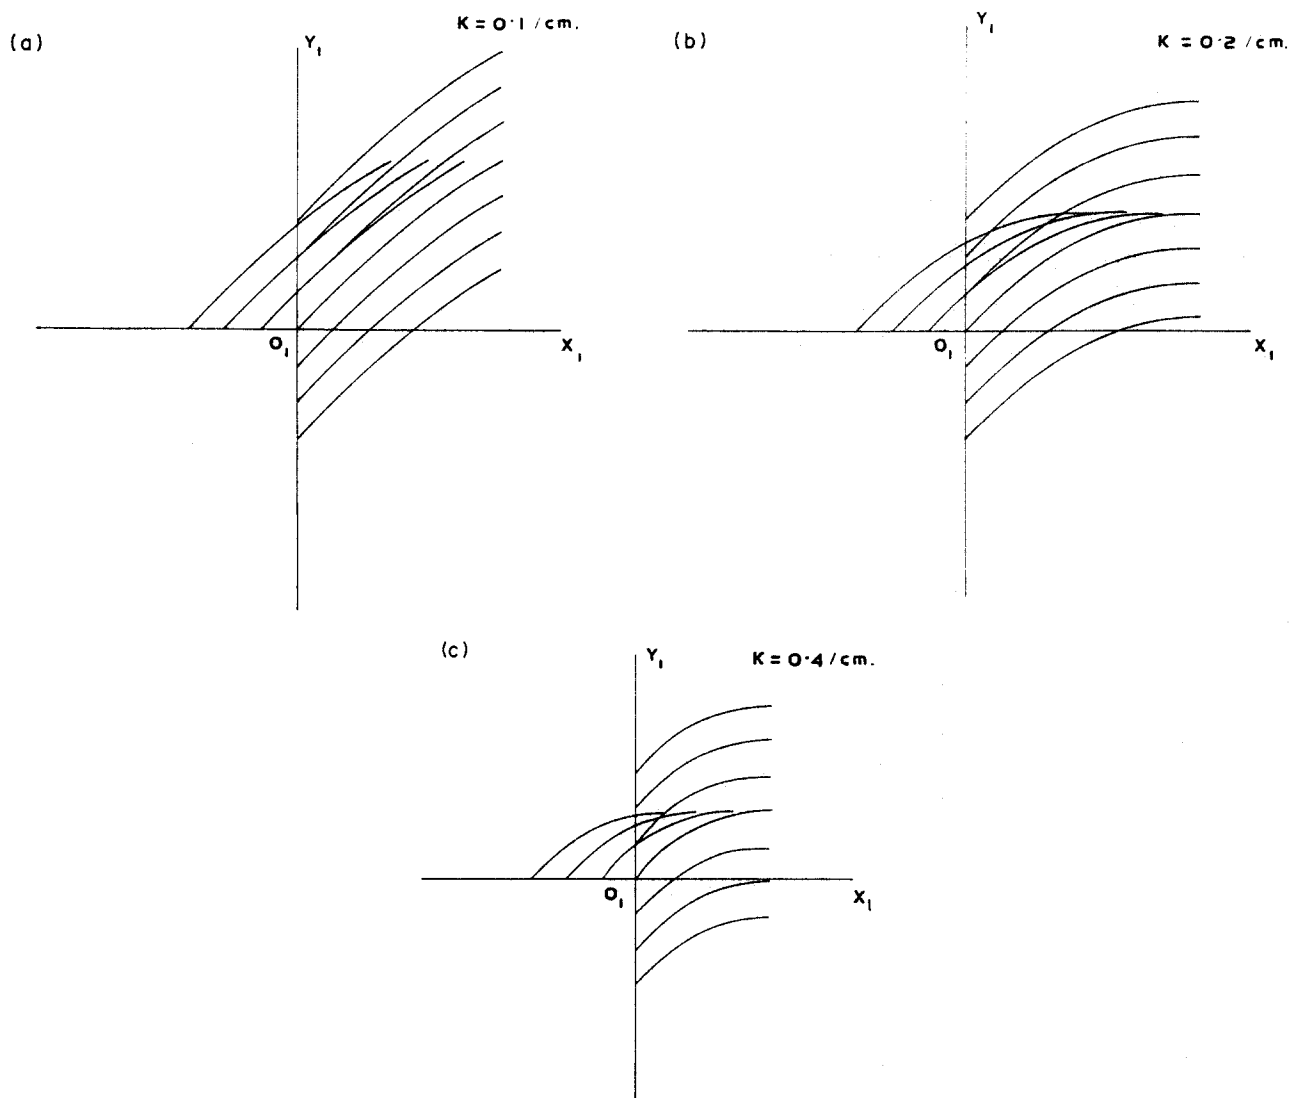 (a)
Y₁
K = 0·1 /cm.
O₁
X₁
(b)
Y₁
K = 0·2 /cm.
O₁
X₁
(c)
Y₁
K = 0·4 /cm.
O₁
X₁